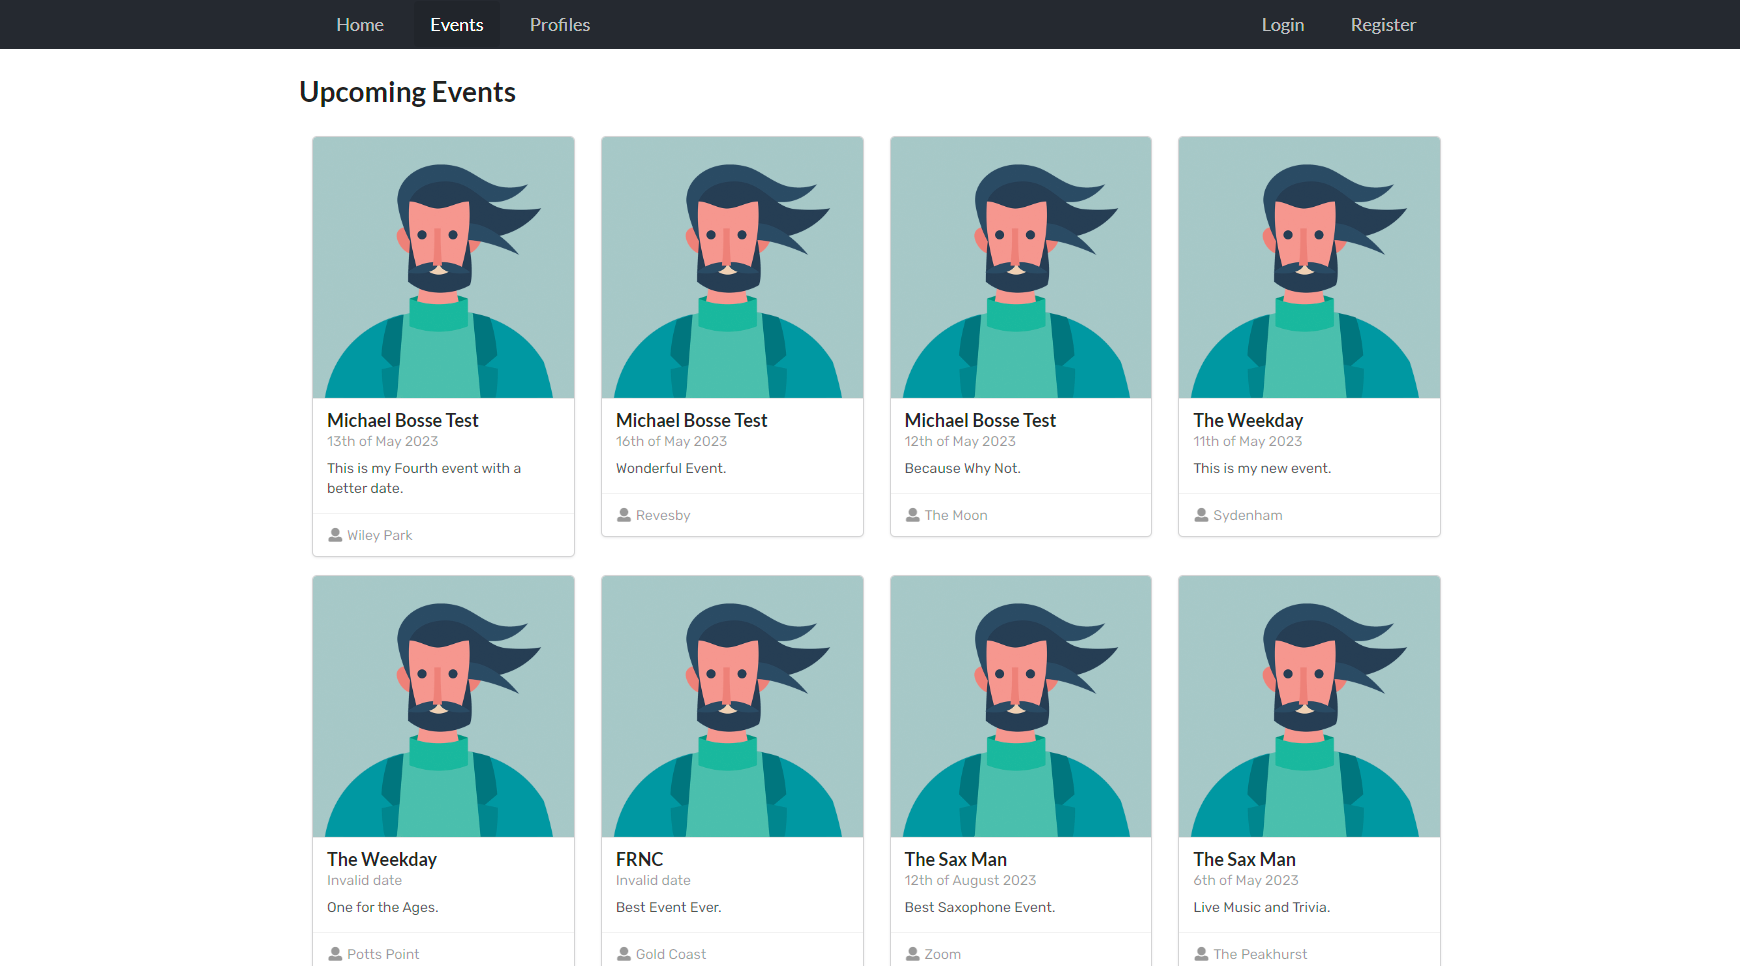 Home Events Profiles Login Register
Upcoming Events
Michael Bosse Test
13th of May 2023
This is my Fourth event with a
better date.
Wiley Park
Michael Bosse Test
16th of May 2023
Wonderful Event.
Revesby
Michael Bosse Test
12th of May 2023
Because Why Not.
The Moon
The Weekday
11th of May 2023
This is my new event.
Sydenham
The Weekday
Invalid date
One for the Ages.
Potts Point
FRNC
Invalid date
Best Event Ever.
Gold Coast
The Sax Man
12th of August 2023
Best Saxophone Event.
Zoom
The Sax Man
6th of May 2023
Live Music and Trivia.
The Peakhurst